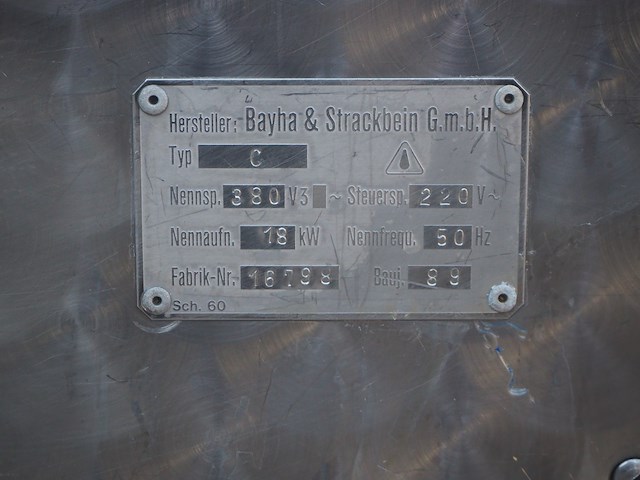 Hersteller: Bayha & Strackbein G.m.b.H.
Typ C
Nennsp. 380 V3 ~ Steuersp. 220 V~
Nennaufn. 18 kW Nennfrequ. 50 Hz
Fabrik-Nr. 16798 Bauj. 89
Sch. 60